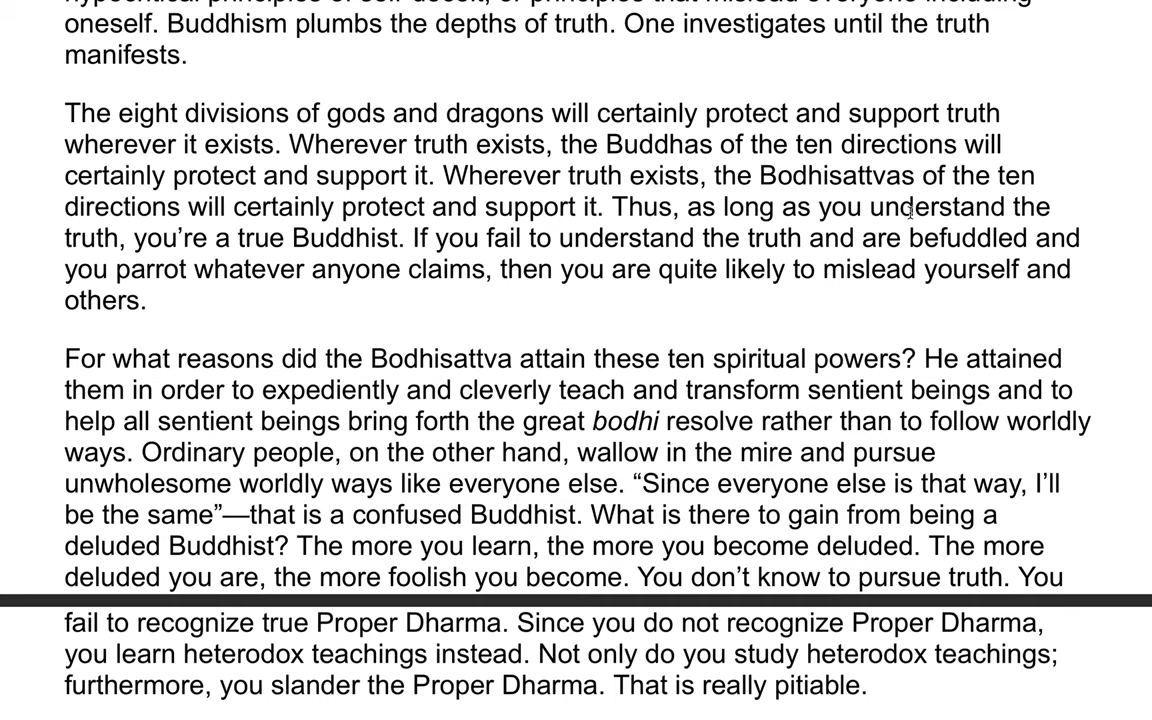 oneself. Buddhism plumbs the depths of truth. One investigates until the truth
manifests.
The eight divisions of gods and dragons will certainly protect and support truth
wherever it exists. Wherever truth exists, the Buddhas of the ten directions will
certainly protect and support it. Wherever truth exists, the Bodhisattvas of the ten
directions will certainly protect and support it. Thus, as long as you understand the
truth, you’re a true Buddhist. If you fail to understand the truth and are befuddled and
you parrot whatever anyone claims, then you are quite likely to mislead yourself and
others.
For what reasons did the Bodhisattva attain these ten spiritual powers? He attained
them in order to expediently and cleverly teach and transform sentient beings and to
help all sentient beings bring forth the great bodhi resolve rather than to follow worldly
ways. Ordinary people, on the other hand, wallow in the mire and pursue
unwholesome worldly ways like everyone else. “Since everyone else is that way, I’ll
be the same”—that is a confused Buddhist. What is there to gain from being a
deluded Buddhist? The more you learn, the more you become deluded. The more
deluded you are, the more foolish you become. You don’t know to pursue truth. You
fail to recognize true Proper Dharma. Since you do not recognize Proper Dharma,
you learn heterodox teachings instead. Not only do you study heterodox teachings;
furthermore, you slander the Proper Dharma. That is really pitiable.